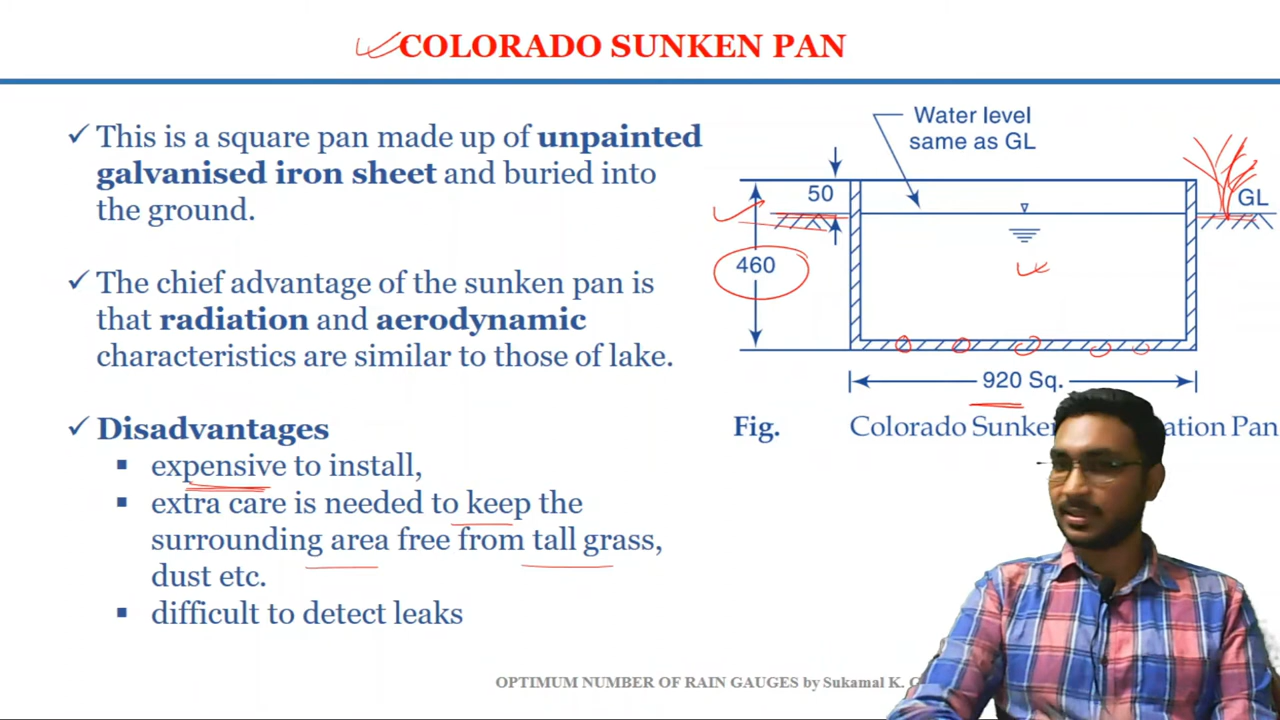 COLORADO SUNKEN PAN
✓ This is a square pan made up of unpainted
galvanised iron sheet and buried into
the ground.
✓ The chief advantage of the sunken pan is
that radiation and aerodynamic
characteristics are similar to those of lake.
✓ Disadvantages
▪ expensive to install,
▪ extra care is needed to keep the
surrounding area free from tall grass,
dust etc.
▪ difficult to detect leaks
Water level
same as GL
50
GL
460
920 Sq.
Fig. Colorado Sunken Pan
OPTIMUM NUMBER OF RAIN GAUGES by Sukamal K. G